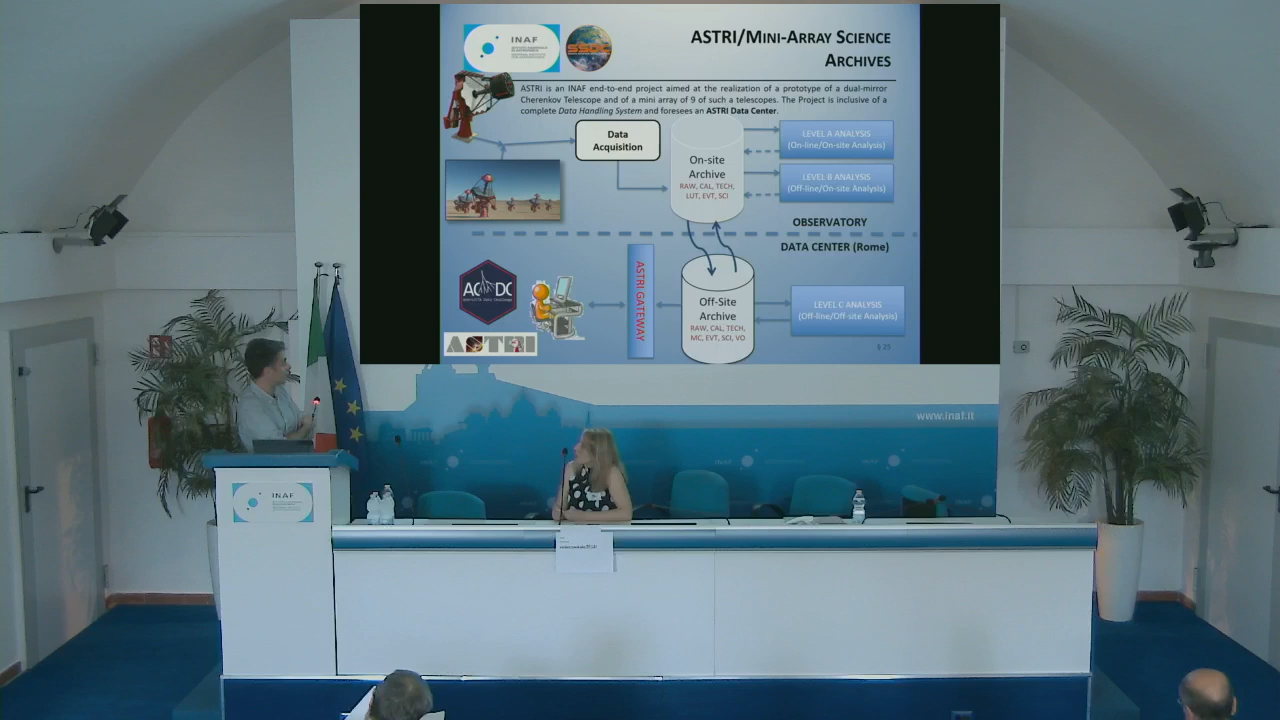 INAF
SSDC
ASTRI/MINI-ARRAY SCIENCE
ARCHIVES
ASTRI is an INAF end-to-end project aimed at the realization of a prototype of a dual-mirror
Cherenkov Telescope and of a mini array of 9 of such a telescopes. The Project is inclusive of a
complete Data Handling System and foresees an ASTRI Data Center.
Data
Acquisition
On-site
Archive
RAW, CAL, TECH,
LUT, EVT, SCI
LEVEL A ANALYSIS
(On-line/On-site Analysis)
LEVEL B ANALYSIS
(Off-line/On-site Analysis)
OBSERVATORY
DATA CENTER (Rome)
ACDC
ASTRI
ASTRI GATEWAY
Off-Site
Archive
RAW, CAL, TECH,
MC, EVT, SCI, VO
LEVEL C ANALYSIS
(Off-line/Off-site Analysis)
www.inaf.it
INAF